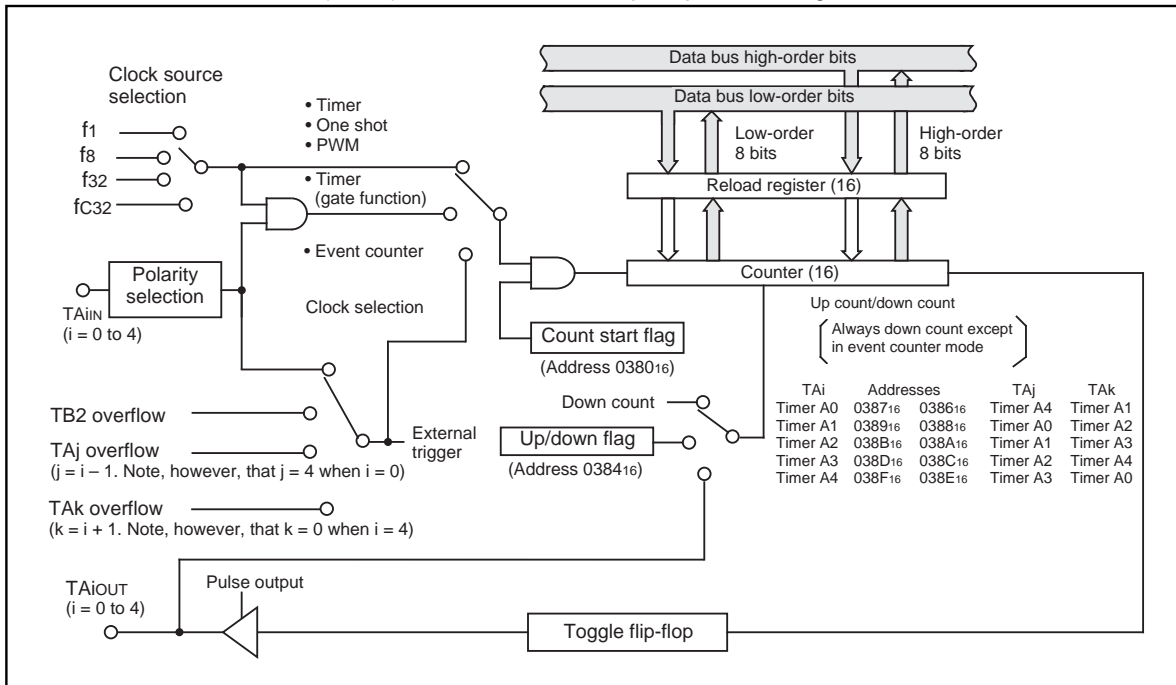 Data bus high-order bits
Data bus low-order bits
Clock source
selection
f1
f8
f32
fC32
• Timer
• One shot
• PWM
• Timer
(gate function)
• Event counter
Low-order
8 bits
High-order
8 bits
Reload register (16)
Counter (16)
Polarity
selection
TAiIN
(i = 0 to 4)
Clock selection
Count start flag
(Address 038016)
Up count/down count
Always down count except
in event counter mode
TAi Addresses TAj TAk
Timer A0 038716 038616 Timer A4 Timer A1
Timer A1 038916 038816 Timer A0 Timer A2
Timer A2 038B16 038A16 Timer A1 Timer A3
Timer A3 038D16 038C16 Timer A2 Timer A4
Timer A4 038F16 038E16 Timer A3 Timer A0
Down count
Up/down flag
(Address 038416)
External
trigger
TB2 overflow
TAj overflow
(j = i – 1. Note, however, that j = 4 when i = 0)
TAk overflow
(k = i + 1. Note, however, that k = 0 when i = 4)
TAiOUT
(i = 0 to 4)
Pulse output
Toggle flip-flop